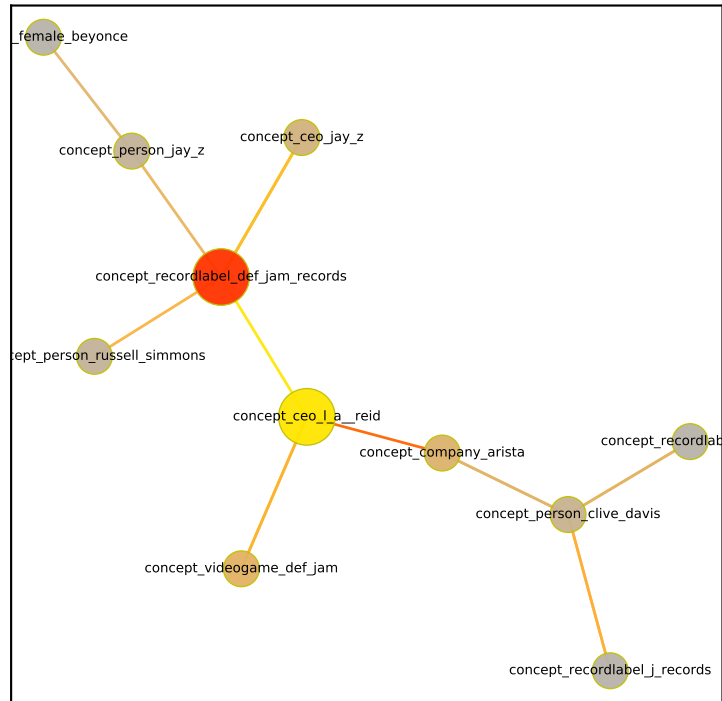 _female_beyonce
concept_ceo_jay_z
concept_person_jay_z
concept_recordlabel_def_jam_records
cept_person_russell_simmons
concept_ceo_l_a__reid
concept_recordlab
concept_company_arista
concept_person_clive_davis
concept_videogame_def_jam
concept_recordlabel_j_records